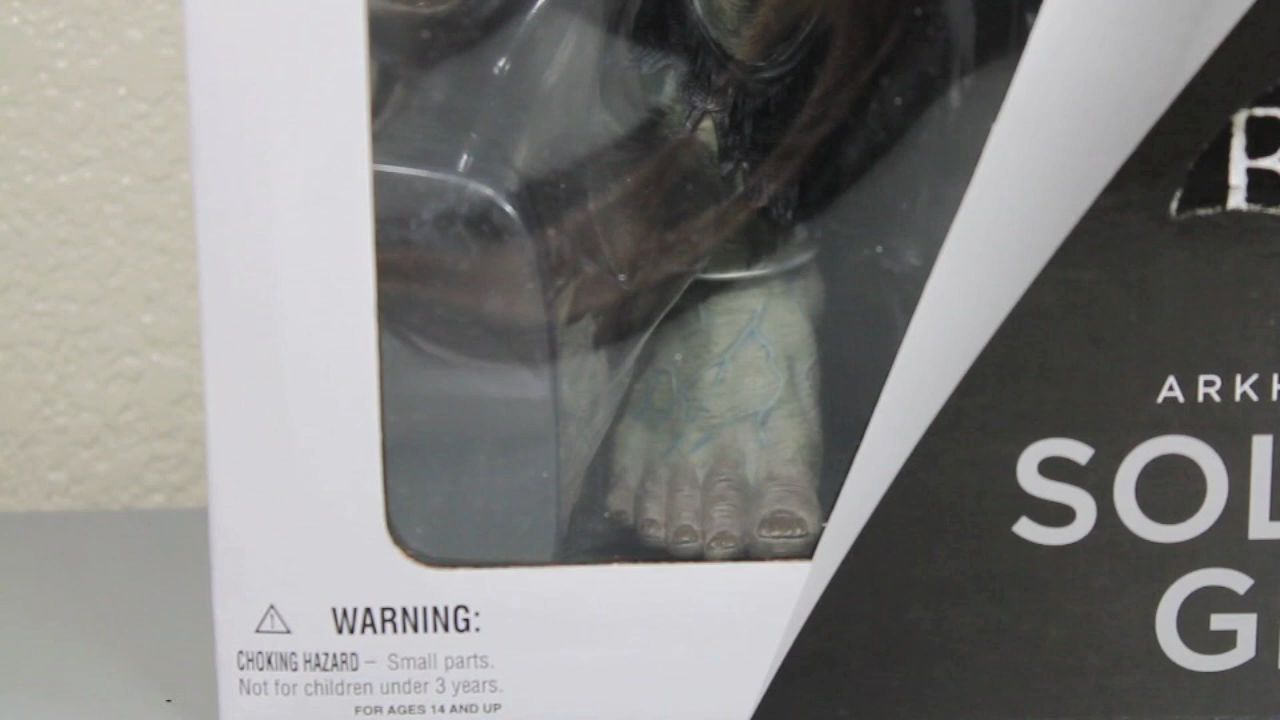 B
ARKH
SOL
G
WARNING:
CHOKING HAZARD – Small parts.
Not for children under 3 years.
FOR AGES 14 AND UP